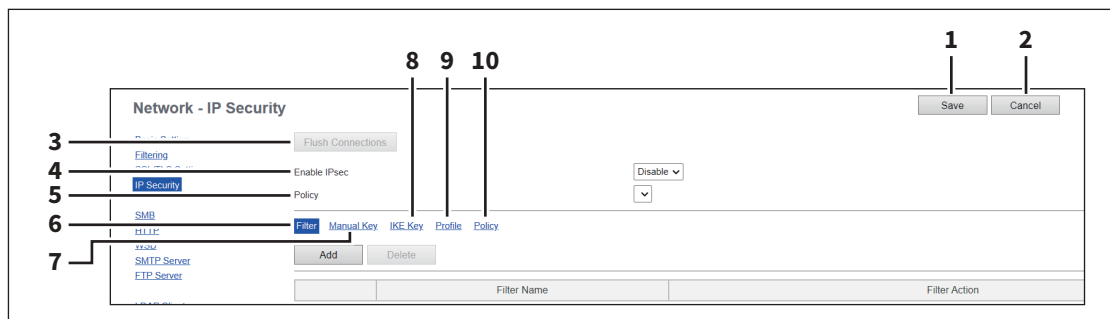 1 2
8 9 10
Network - IP Security
Save Cancel
3
Flush Connections
Filtering
4
Enable IPsec
Disable
IP Security
5
Policy
SMB
6
Filter Manual Key IKE Key Profile Policy
HTTP
7
Add Delete
SMTP Server
FTP Server
Filter Name Filter Action